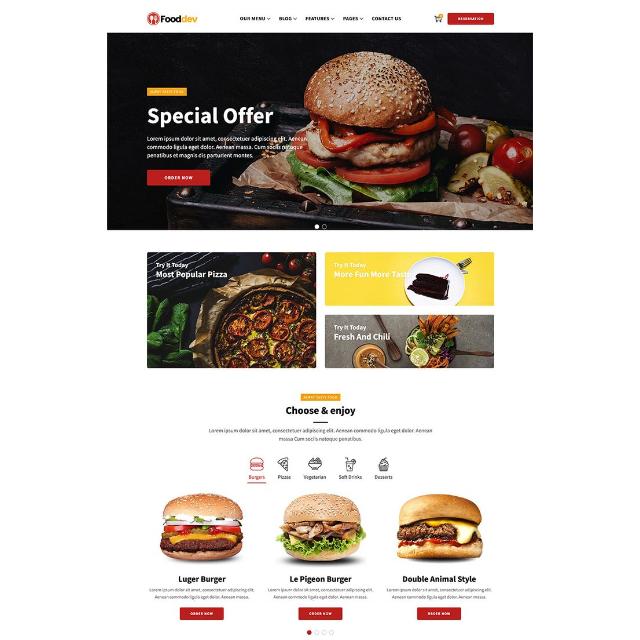 Fooddev
OUR MENU
BLOG
FEATURES
PAGES
CONTACT US
RESERVATION
Special Offer
Lorem ipsum dolor sit amet, consectetuer adipiscing elit. Aenean
commodo ligula eget dolor. Aenean massa. Cum sociis natoque
penatibus et magnis dis parturient montes.
ORDER NOW
Try It Today
Most Popular Pizza
Try It Today
More Fun More Taste
Try It Today
Fresh And Chili
Choose & enjoy
Lorem ipsum dolor sit amet, consectetuer adipiscing elit. Aenean commodo ligula eget dolor. Aenean
massa Cum sociis natoque penatibus.
Burgers
Pizzas
Vegetarian
Soft Drinks
Desserts
Luger Burger
Le Pigeon Burger
Double Animal Style
Lorem ipsum dolor sit amet, consectetuer adipiscing elit.
Aenean commodo ligula eget dolor. Aenean massa.
Lorem ipsum dolor sit amet, consectetuer adipiscing elit.
Aenean commodo ligula eget dolor. Aenean massa.
Lorem ipsum dolor sit amet, consectetuer adipiscing elit.
Aenean commodo ligula eget dolor. Aenean massa.
ORDER NOW
ORDER NOW
ORDER NOW